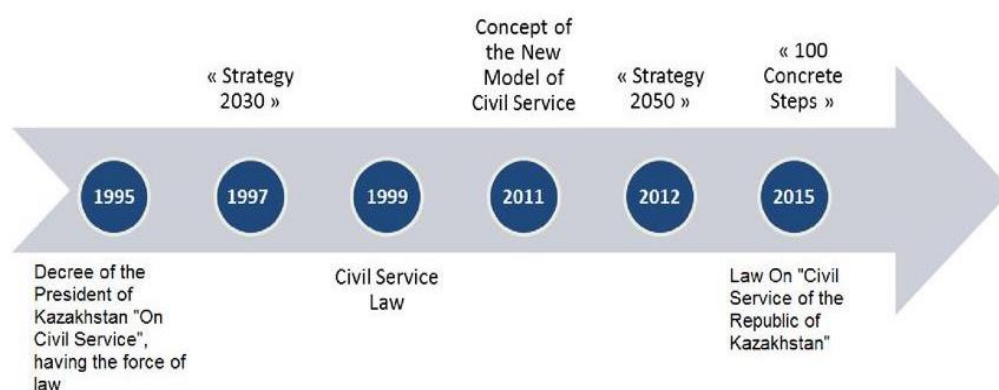 « Strategy
2030 »
Concept of
the New
Model of
Civil Service
« Strategy
2050 »
« 100
Concrete
Steps »
1995
1997
1999
2011
2012
2015
Decree of the
President of
Kazakhstan "On
Civil Service",
having the force of
law
Civil Service
Law
Law On "Civil
Service of the
Republic of
Kazakhstan"